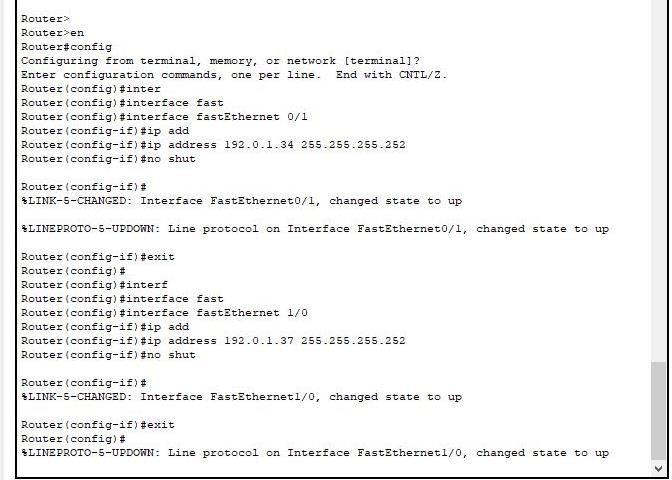 Router>
Router>en
Router#config
Configuring from terminal, memory, or network [terminal]?
Enter configuration commands, one per line.  End with CNTL/Z.
Router(config)#inter
Router(config)#interface fast
Router(config)#interface fastEthernet 0/1
Router(config-if)#ip add
Router(config-if)#ip address 192.0.1.34 255.255.255.252
Router(config-if)#no shut
Router(config-if)#
%LINK-5-CHANGED: Interface FastEthernet0/1, changed state to up
%LINEPROTO-5-UPDOWN: Line protocol on Interface FastEthernet0/1, changed state to up
Router(config-if)#exit
Router(config)#
Router(config)#interf
Router(config)#interface fast
Router(config)#interface fastEthernet 1/0
Router(config-if)#ip add
Router(config-if)#ip address 192.0.1.37 255.255.255.252
Router(config-if)#no shut
Router(config-if)#
%LINK-5-CHANGED: Interface FastEthernet1/0, changed state to up
Router(config-if)#exit
Router(config)#
%LINEPROTO-5-UPDOWN: Line protocol on Interface FastEthernet1/0, changed state to up